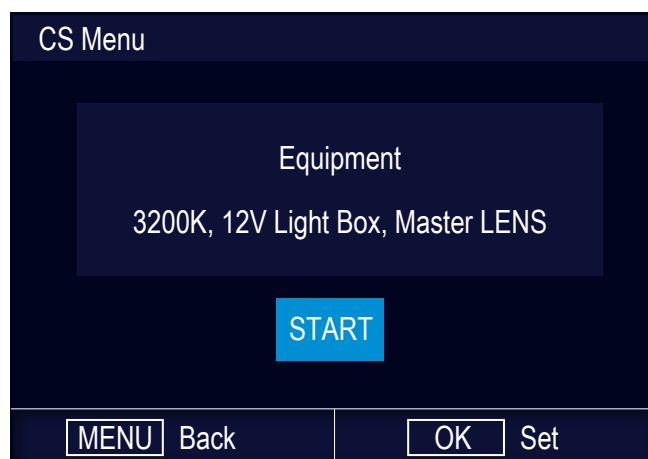 CS Menu
Equipment
3200K, 12V Light Box, Master LENS
START
MENU Back
OK Set